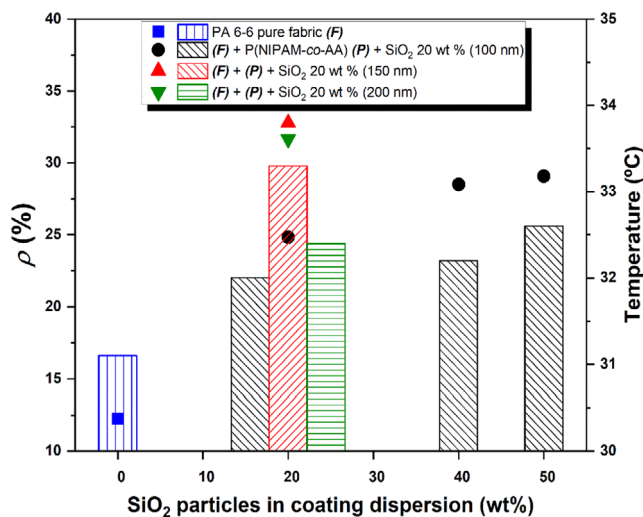 PA 6-6 pure fabric (F)
(F) + P(NIPAM-co-AA) (P) + SiO₂ 20 wt % (100 nm)
(F) + (P) + SiO₂ 20 wt % (150 nm)
(F) + (P) + SiO₂ 20 wt % (200 nm)
ρ (%)
40
35
30
25
20
15
10
35
34
33
32
31
30
Temperature (ºC)
0 10 20 30 40 50
SiO₂ particles in coating dispersion (wt%)